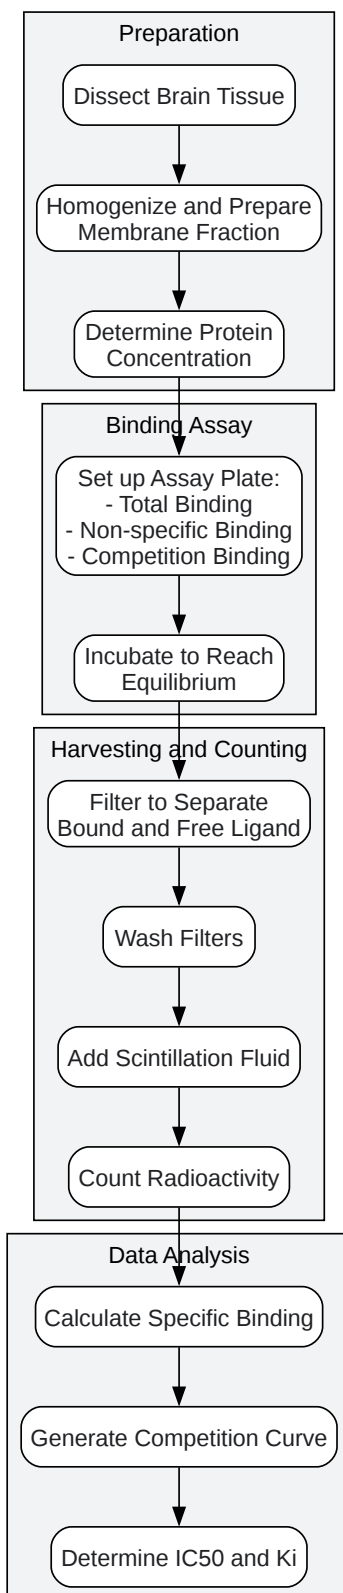 Preparation
Dissect Brain Tissue
Homogenize and Prepare
Membrane Fraction
Determine Protein
Concentration
Binding Assay
Set up Assay Plate:
- Total Binding
- Non-specific Binding
- Competition Binding
Incubate to Reach
Equilibrium
Harvesting and Counting
Filter to Separate
Bound and Free Ligand
Wash Filters
Add Scintillation Fluid
Count Radioactivity
Data Analysis
Calculate Specific Binding
Generate Competition Curve
Determine IC50 and Ki